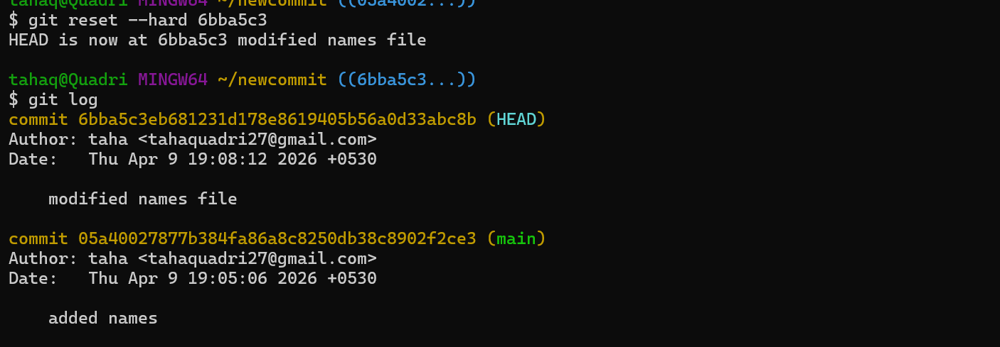 tahaq@Quadri MINGW64 ~/newcommit ((05a4002...))
$ git reset --hard 6bba5c3
HEAD is now at 6bba5c3 modified names file
tahaq@Quadri MINGW64 ~/newcommit ((6bba5c3...))
$ git log
commit 6bba5c3eb681231d178e8619405b56a0d33abc8b (HEAD)
Author: taha <tahaquadri27@gmail.com>
Date:   Thu Apr 9 19:08:12 2026 +0530
    modified names file
commit 05a40027877b384fa86a8c8250db38c8902f2ce3 (main)
Author: taha <tahaquadri27@gmail.com>
Date:   Thu Apr 9 19:05:06 2026 +0530
    added names